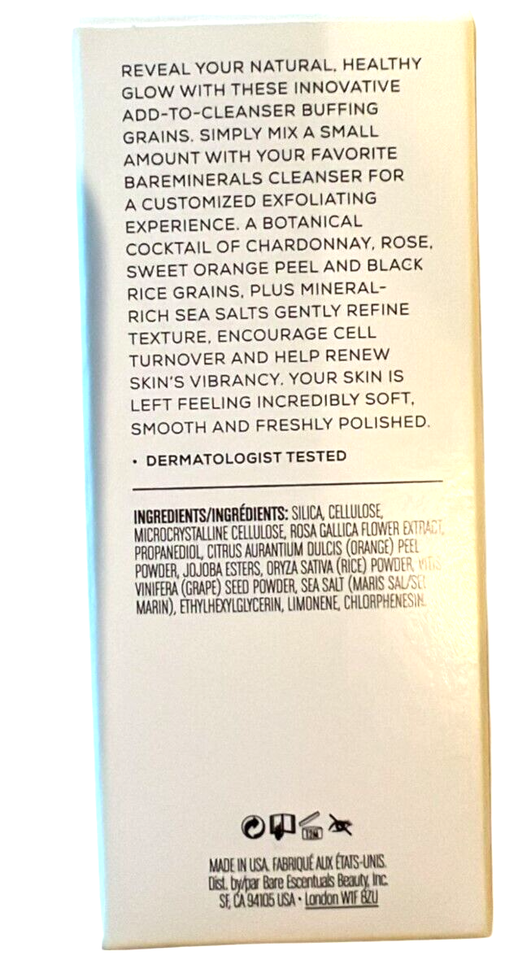 REVEAL YOUR NATURAL, HEALTHY
GLOW WITH THESE INNOVATIVE
ADD-TO-CLEANSER BUFFING
GRAINS. SIMPLY MIX A SMALL
AMOUNT WITH YOUR FAVORITE
BAREMINERALS CLEANSER FOR
A CUSTOMIZED EXFOLIATING
EXPERIENCE. A BOTANICAL
COCKTAIL OF CHARDONNAY, ROSE,
SWEET ORANGE PEEL AND BLACK
RICE GRAINS, PLUS MINERAL-
RICH SEA SALTS GENTLY REFINE
TEXTURE, ENCOURAGE CELL
TURNOVER AND HELP RENEW
SKIN'S VIBRANCY. YOUR SKIN IS
LEFT FEELING INCREDIBLY SOFT,
SMOOTH AND FRESHLY POLISHED.
• DERMATOLOGIST TESTED
INGREDIENTS/INGRÉDIENTS: SILICA, CELLULOSE,
MICROCRYSTALLINE CELLULOSE, ROSA GALLICA FLOWER EXTRACT,
PROPANEDIOL, CITRUS AURANTIUM DULCIS (ORANGE) PEEL
POWDER, JOJOBA ESTERS, ORYZA SATIVA (RICE) POWDER, VITIS
VINIFERA (GRAPE) SEED POWDER, SEA SALT (MARIS SAL/SEL
MARIN), ETHYLHEXYLGLYCERIN, LIMONENE, CHLORPHENESIN.
12M
MADE IN USA. FABRIQUÉ AUX ÉTATS-UNIS.
Dist. by/par Bare Escentuals Beauty, Inc.
SF, CA 94105 USA • London W1F 8ZU